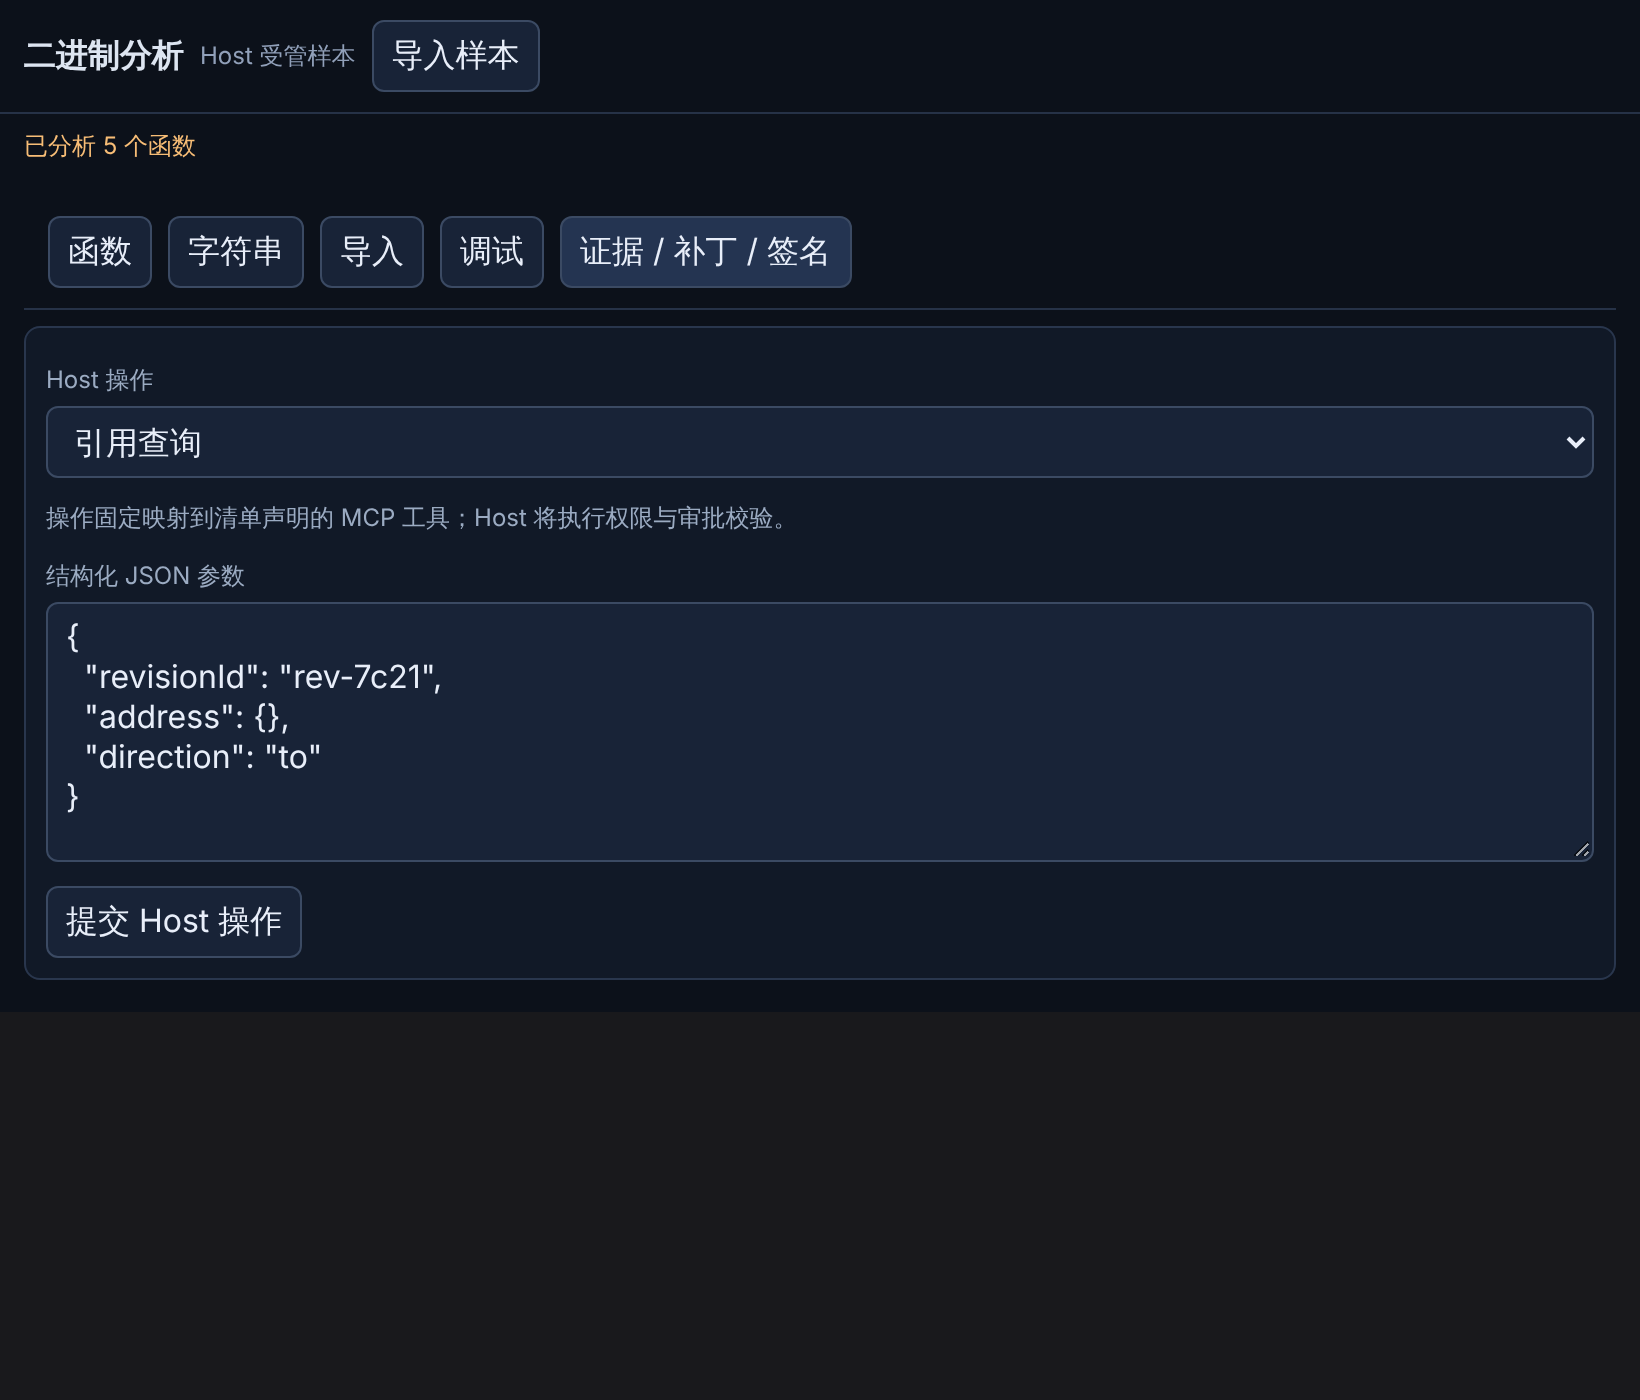 二进制分析 Host 受管样本 导入样本
已分析 5 个函数
函数 字符串 导入 调试 证据 / 补丁 / 签名
Host 操作
引用查询
操作固定映射到清单声明的 MCP 工具；Host 将执行权限与审批校验。
结构化 JSON 参数
{
"revisionId": "rev-7c21",
"address": {},
"direction": "to"
}
提交 Host 操作